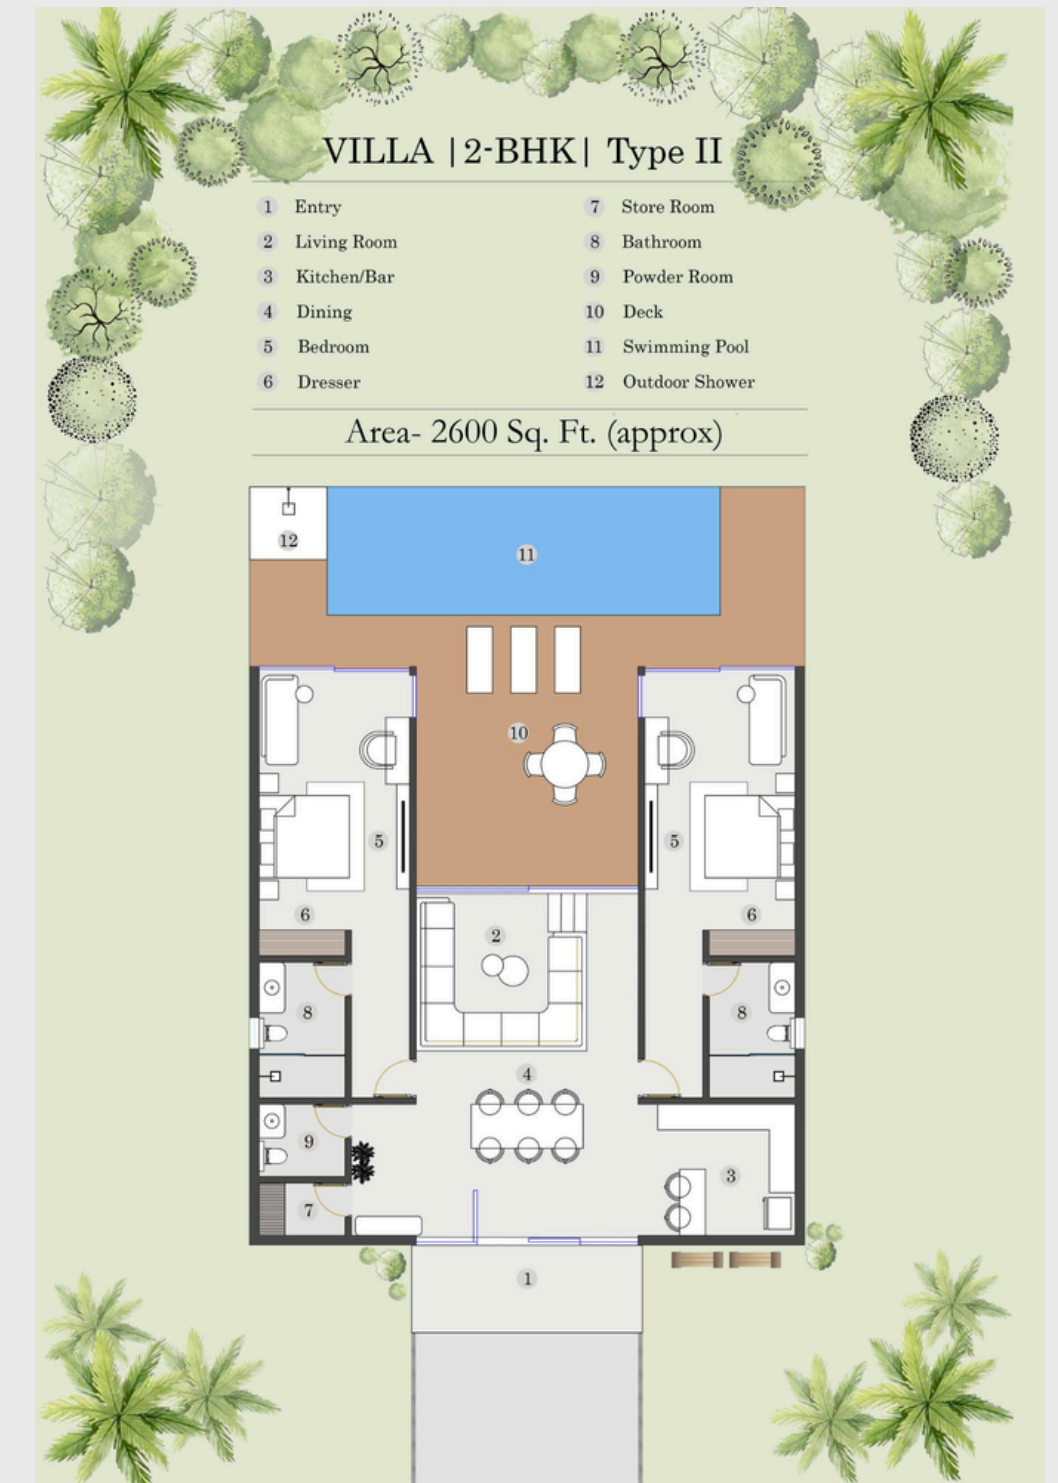 VILLA |2-BHK| Type II
1 Entry
2 Living Room
3 Kitchen/Bar
4 Dining
5 Bedroom
6 Dresser
7 Store Room
8 Bathroom
9 Powder Room
10 Deck
11 Swimming Pool
12 Outdoor Shower
Area- 2600 Sq. Ft. (approx)
12
11
10
5
5
6
6
2
8
8
4
9
3
7
1